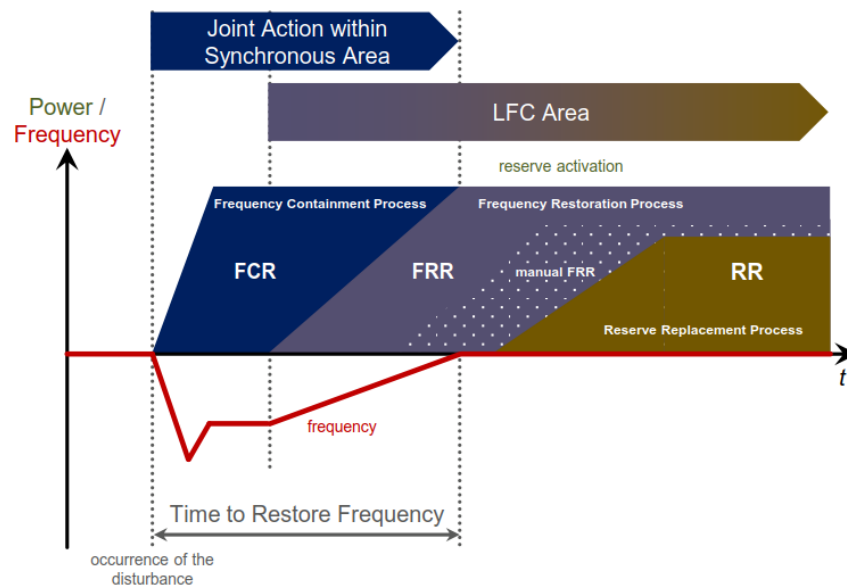 Joint Action within
Synchronous Area
LFC Area
Power /
Frequency
reserve activation
Frequency Containment Process
Frequency Restoration Process
FCR
FRR
manual FRR
RR
Reserve Replacement Process
t
frequency
Time to Restore Frequency
occurrence of the
disturbance